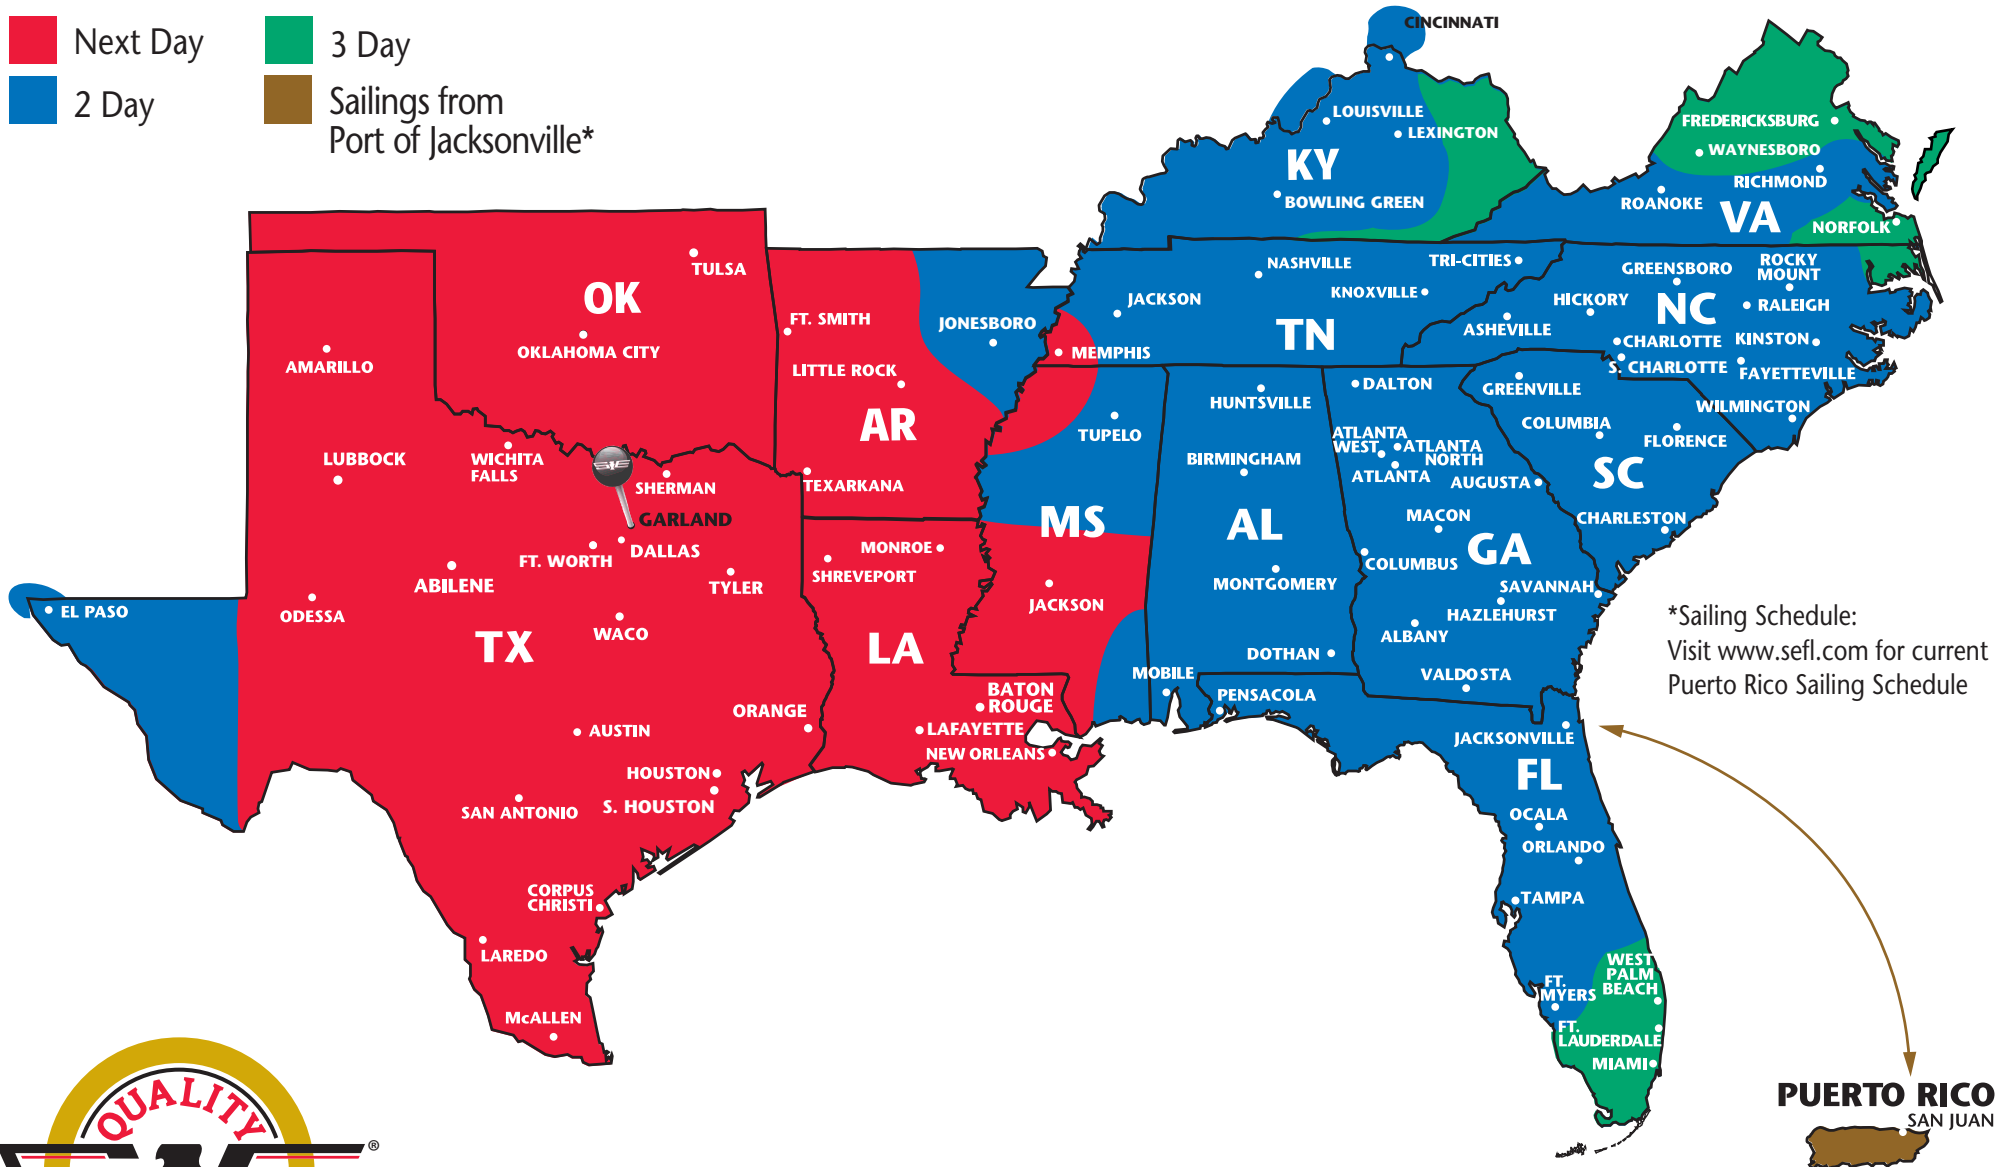 Next Day
2 Day
3 Day
Sailings from
Port of Jacksonville*
CINCINNATI
LOUISVILLE
LEXINGTON
KY
BOWLING GREEN
FREDERICKSBURG
WAYNESBORO
RICHMOND
ROANOKE
VA
NORFOLK
TULSA
OK
OKLAHOMA CITY
FT. SMITH
JONESBORO
LITTLE ROCK
AR
TEXARKANA
NASHVILLE
TRI-CITIES
JACKSON
KNOXVILLE
TN
MEMPHIS
GREENSBORO
ROCKY
MOUNT
HICKORY
NC
RALEIGH
ASHEVILLE
CHARLOTTE
KINSTON
S. CHARLOTTE
FAYETTEVILLE
WILMINGTON
AMARILLO
LUBBOCK
WICHITA
FALLS
SHERMAN
GARLAND
DALLAS
FT. WORTH
ABILENE
TYLER
ODESSA
EL PASO
WACO
TX
ORANGE
AUSTIN
HOUSTON
S. HOUSTON
SAN ANTONIO
CORPUS
CHRISTI
LAREDO
McALLEN
MONROE
SHREVEPORT
LA
BATON
ROUGE
LAFAYETTE
NEW ORLEANS
TUPELO
MS
JACKSON
HUNTSVILLE
BIRMINGHAM
AL
MONTGOMERY
DOTHAN
MOBILE
DALTON
ATLANTA
WEST
ATLANTA
NORTH
ATLANTA
AUGUSTA
MACON
GA
COLUMBUS
SAVANNAH
HAZLEHURST
ALBANY
VALDOSTA
GREENVILLE
COLUMBIA
FLORENCE
SC
CHARLESTON
PENSACOLA
JACKSONVILLE
FL
OCALA
ORLANDO
TAMPA
WEST
PALM
BEACH
FT.
MYERS
FT.
LAUDERDALE
MIAMI
*Sailing Schedule:
Visit www.sefl.com for current
Puerto Rico Sailing Schedule
PUERTO RICO
SAN JUAN
QUALITY
®